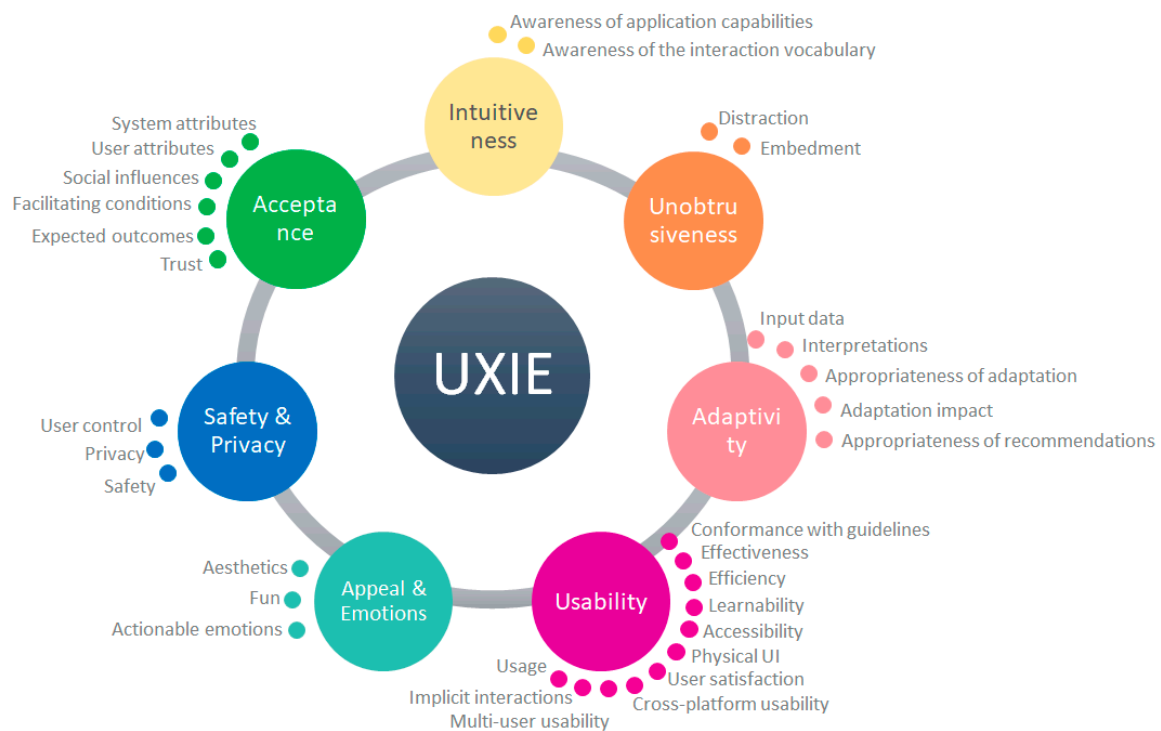 Awareness of application capabilities
Awareness of the interaction vocabulary
Intuitive
ness
Distraction
Embedment
Unobtru
siveness
Input data
Interpretations
Appropriateness of adaptation
Adaptation impact
Appropriateness of recommendations
Adaptivi
ty
Conformance with guidelines
Effectiveness
Efficiency
Learnability
Accessibility
Physical UI
User satisfaction
Cross-platform usability
Multi-user usability
Implicit interactions
Usage
Usability
Aesthetics
Fun
Actionable emotions
Appeal &
Emotions
User control
Privacy
Safety
Safety &
Privacy
System attributes
User attributes
Social influences
Facilitating conditions
Expected outcomes
Trust
Accepta
nce
UXIE